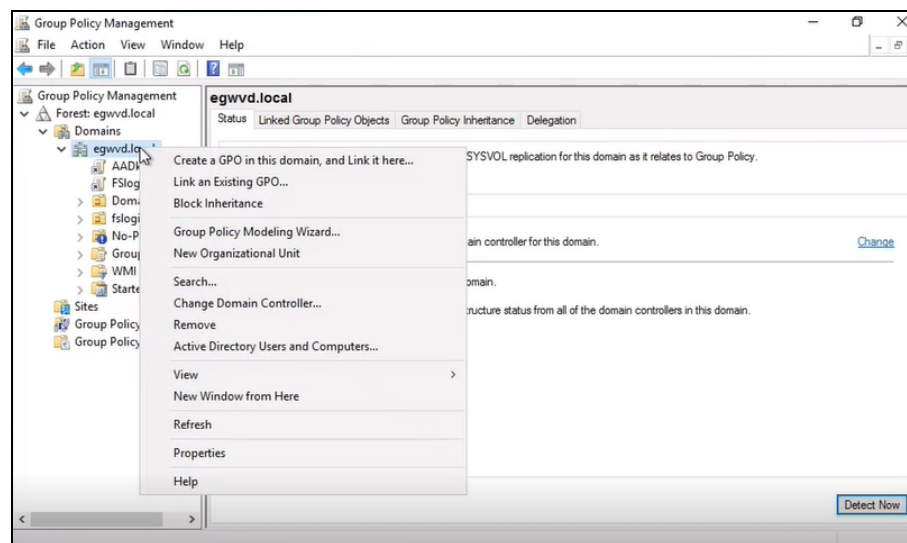 Group Policy Management
File Action View Window Help
Group Policy Management
Forest: egwvd.local
Domains
egwvd.local
AADK
FSlog
Doma
fslogi
No-P
Group
WMI
Starte
Sites
Group Policy
Group Policy
egwvd.local
Status Linked Group Policy Objects Group Policy Inheritance Delegation
SYSVOL replication for this domain as it relates to Group Policy.
ain controller for this domain.
Change
omain.
ructure status from all of the domain controllers in this domain.
Detect Now
Create a GPO in this domain, and Link it here...
Link an Existing GPO...
Block Inheritance
Group Policy Modeling Wizard...
New Organizational Unit
Search...
Change Domain Controller...
Remove
Active Directory Users and Computers...
View
New Window from Here
Refresh
Properties
Help